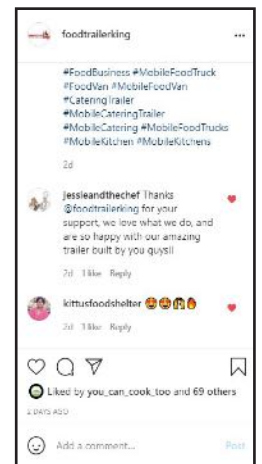 foodtrailerking
#FoodBusiness #MobileFoodTruck
#FoodVan #MobileFoodVan
#CateringTrailer
#MobileCateringTrailer
#MobileCatering #MobileFoodTrucks
#MobileKitchen #MobileKitchens
2d
jessieandthechef Thanks
@foodtrailerking for your
support, we love what we do, and
are so happy with our amazing
trailer built by you guys!!
2d 1 like Reply
kittusfoodshelter 🤩🤩🙌🔥
2d 1 like Reply
Liked by you_can_cook_too and 69 others
2 DAYS AGO
Add a comment...
Post